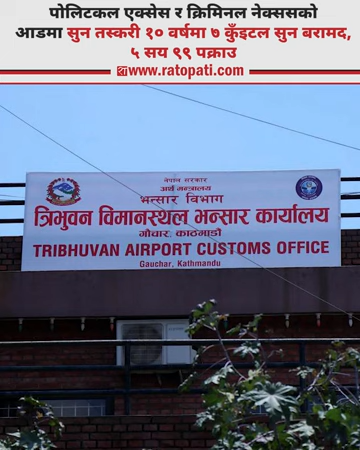 पोलिटिकल एक्सेस र क्रिमिनल नेक्ससको
आडमा सुन तस्करी १० वर्षमा ७ कुँइटल सुन बरामद,
५ सय ९९ पक्राउ
www.ratopati.com
नेपाल सरकार
अर्थ मन्त्रालय
भन्सार विभाग
त्रिभुवन विमानस्थल भन्सार कार्यालय
गौचार, काठमाडौं
TRIBHUVAN AIRPORT CUSTOMS OFFICE
Gauchar, Kathmandu